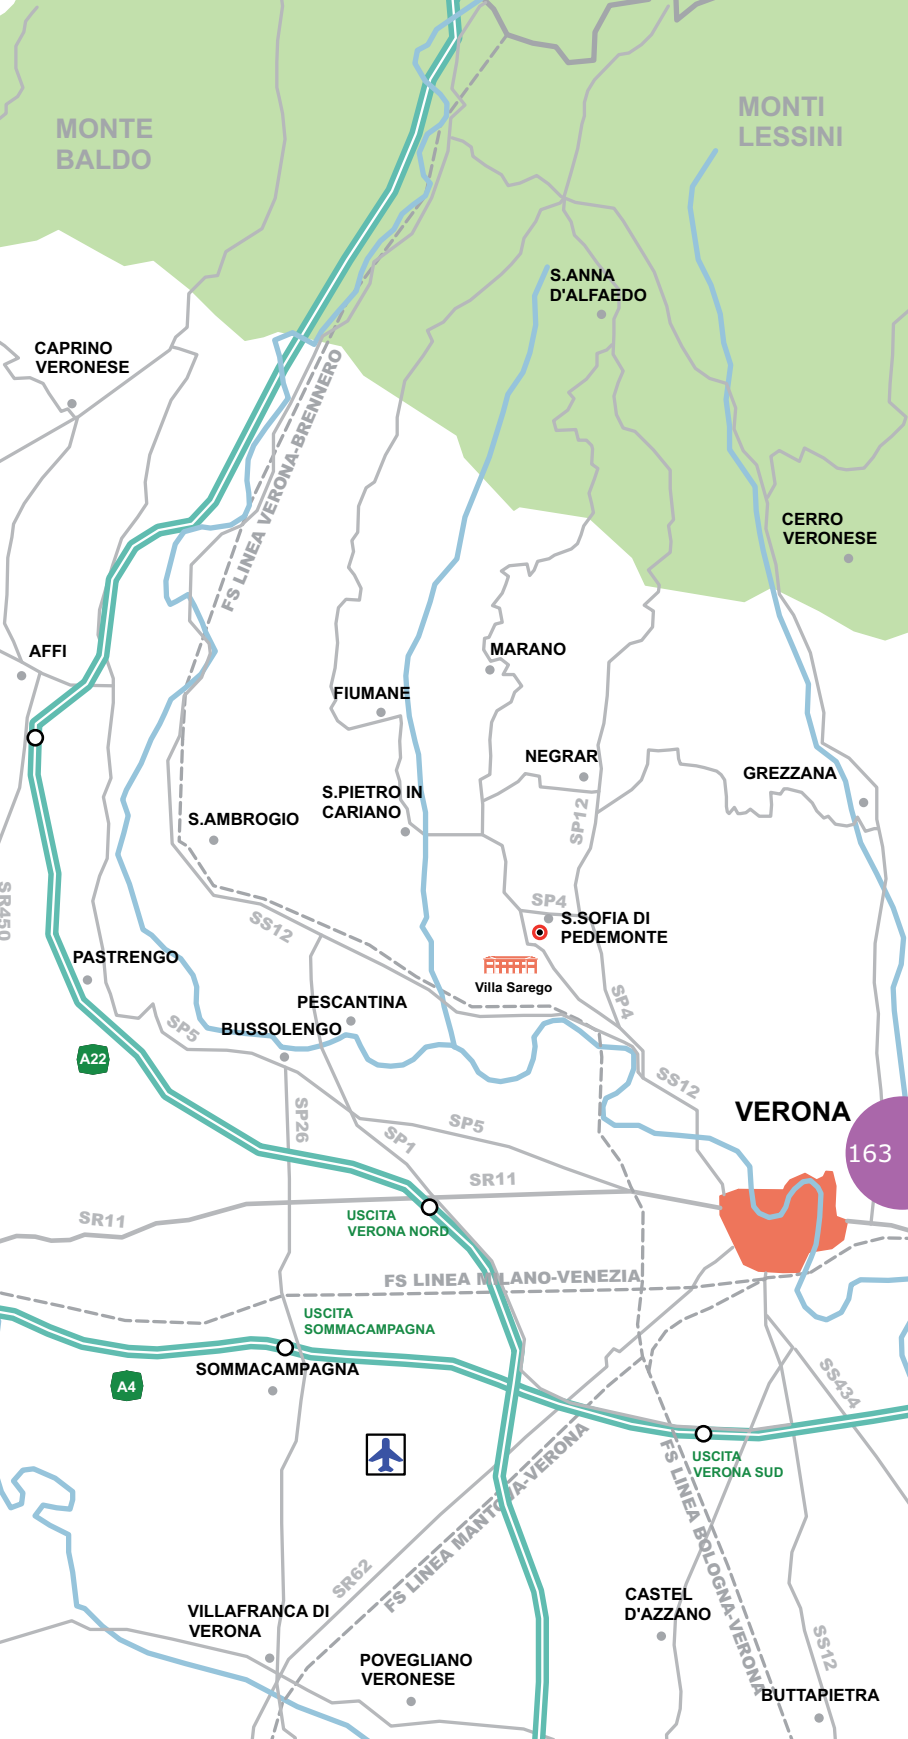 MONTE
BALDO
MONTI
LESSINI
S.ANNA
D'ALFAEDO
CAPRINO
VERONESE
FS LINEA VERONA-BRENNERO
CERRO
VERONESE
AFFI
MARANO
FIUMANE
NEGRAR
GREZZANA
S.PIETRO IN
CARIANO
S.AMBROGIO
SP12
SR450
SP4
SS12
S.SOFIA DI
PEDEMONTE
PASTRENGO
Villa Sarego
PESCANTINA
SP4
SP5
BUSSOLENGO
A22
SS12
VERONA
SP26
SP1
SP5
163
SR11
SR11
USCITA
VERONA NORD
FS LINEA MILANO-VENEZIA
USCITA
SOMMACAMPAGNA
SOMMACAMPAGNA
A4
SS434
USCITA
VERONA SUD
FS LINEA MANTOVA-VERONA
FS LINEA BOLOGNA-VERONA
SR62
CASTEL
D'AZZANO
VILLAFRANCA DI
VERONA
SS12
POVEGLIANO
VERONESE
BUTTAPIETRA